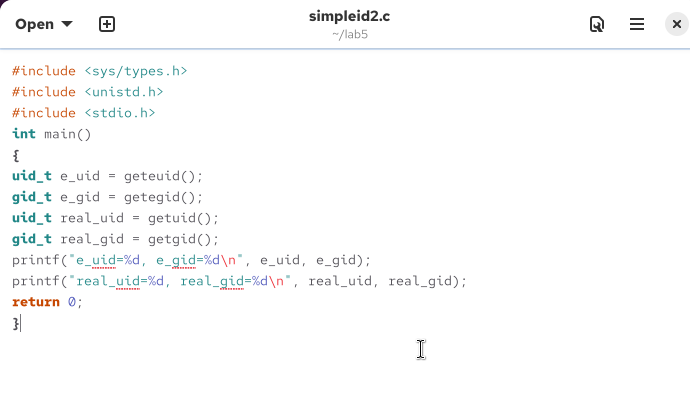 Open
simpleid2.c
~/lab5
#include <sys/types.h>
#include <unistd.h>
#include <stdio.h>
int main()
{
uid_t e_uid = geteuid();
gid_t e_gid = getegid();
uid_t real_uid = getuid();
gid_t real_gid = getgid();
printf("e_uid=%d, e_gid=%d\n", e_uid, e_gid);
printf("real_uid=%d, real_gid=%d\n", real_uid, real_gid);
return 0;
}